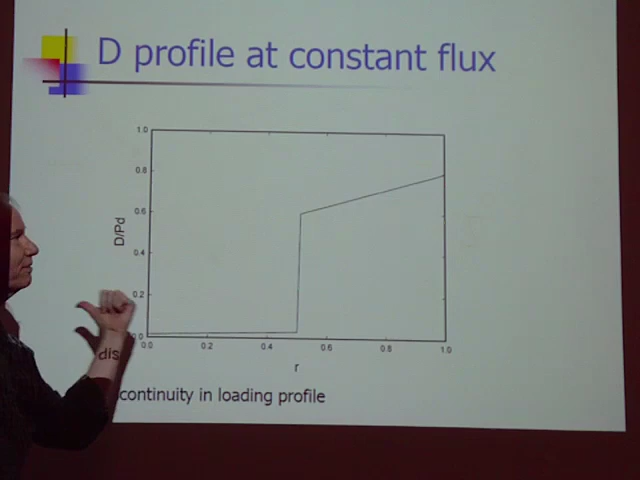 D profile at constant flux
1.0
0.8
0.6
0.4
0.2
0.0
D/Pd
0.0 0.2 0.4 0.6 0.8 1.0
r
discontinuity in loading profile